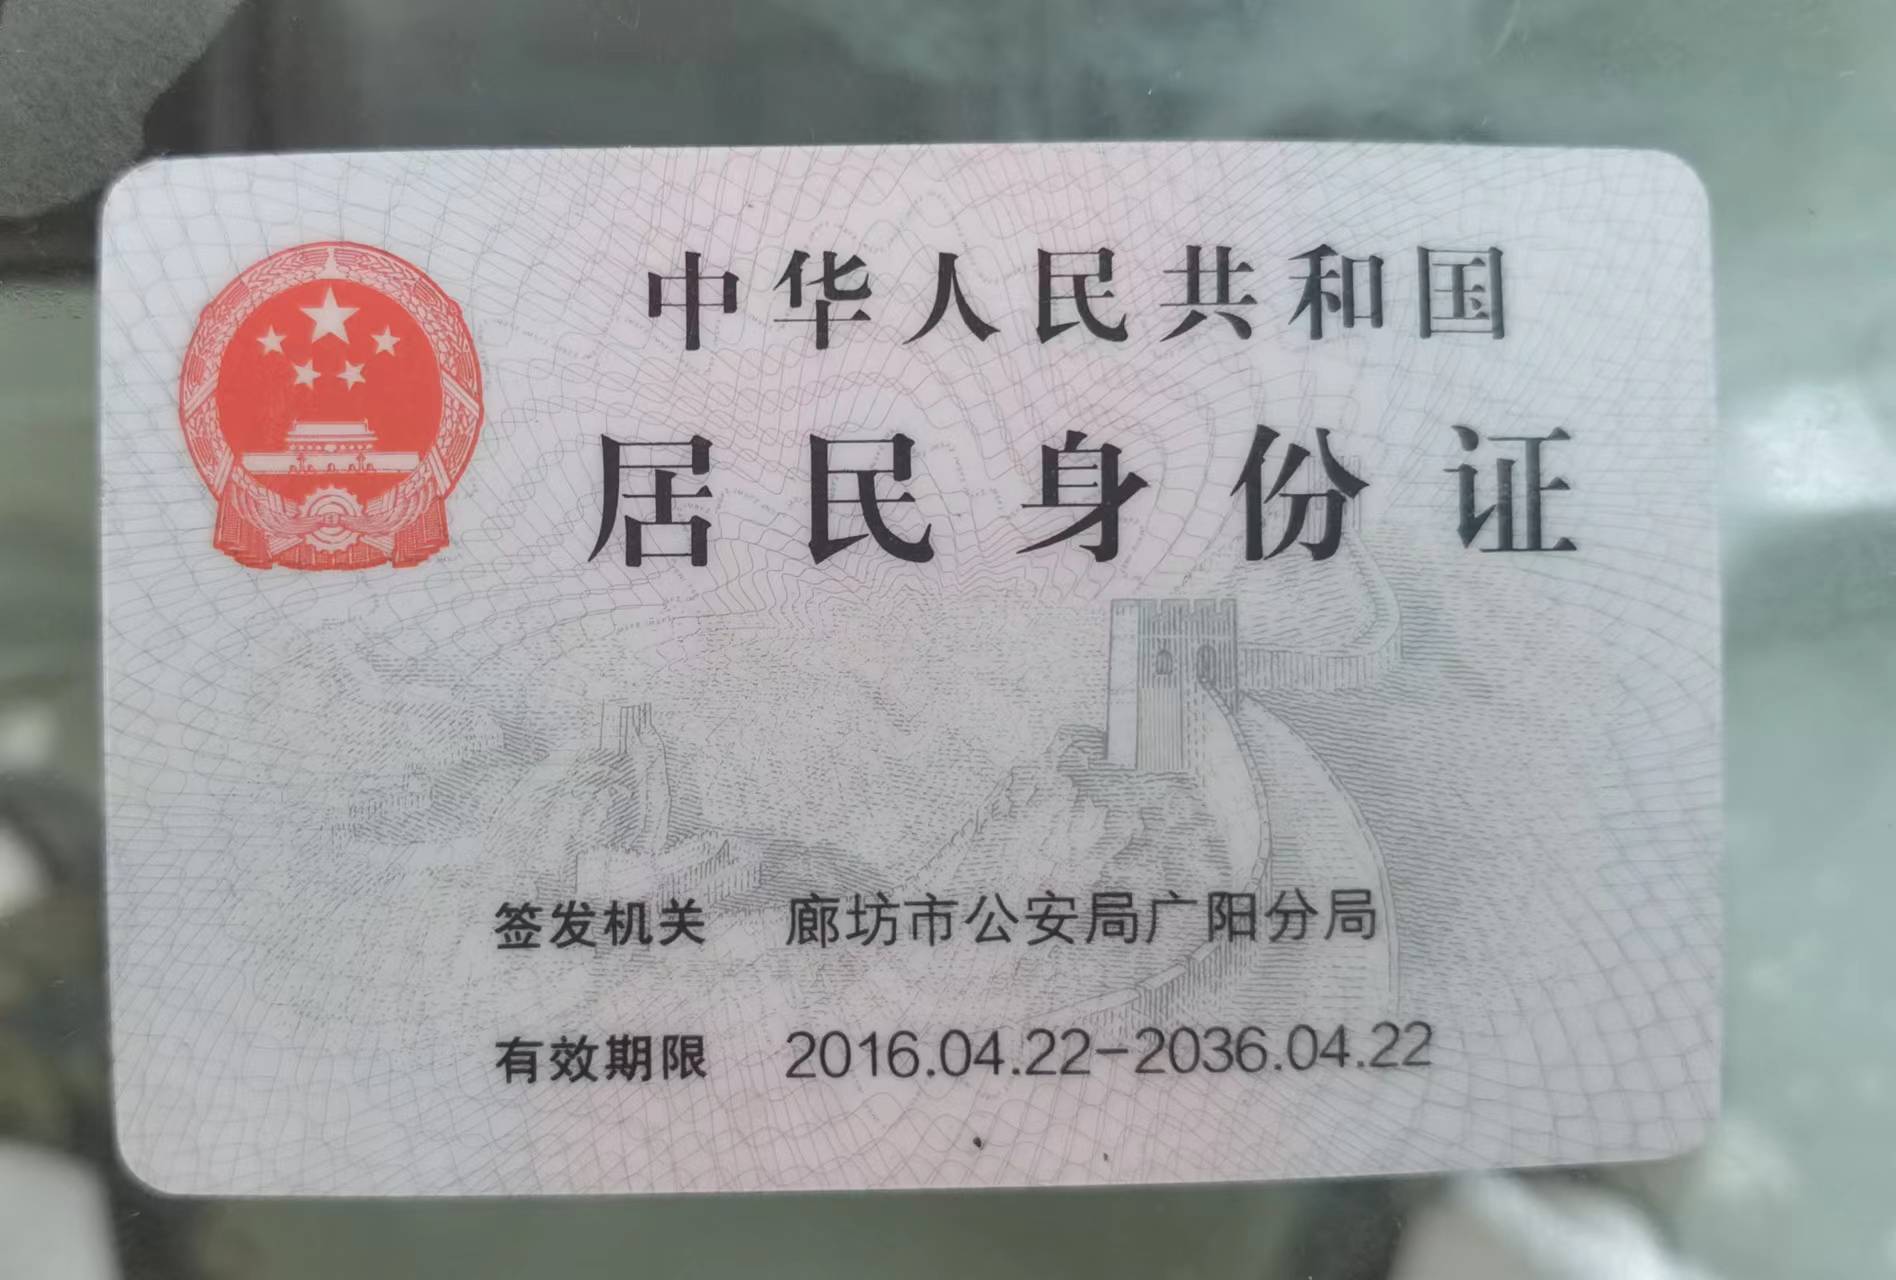 中华人民共和国
居民身份证
签发机关 廊坊市公安局广阳分局
有效期限 2016.04.22-2036.04.22